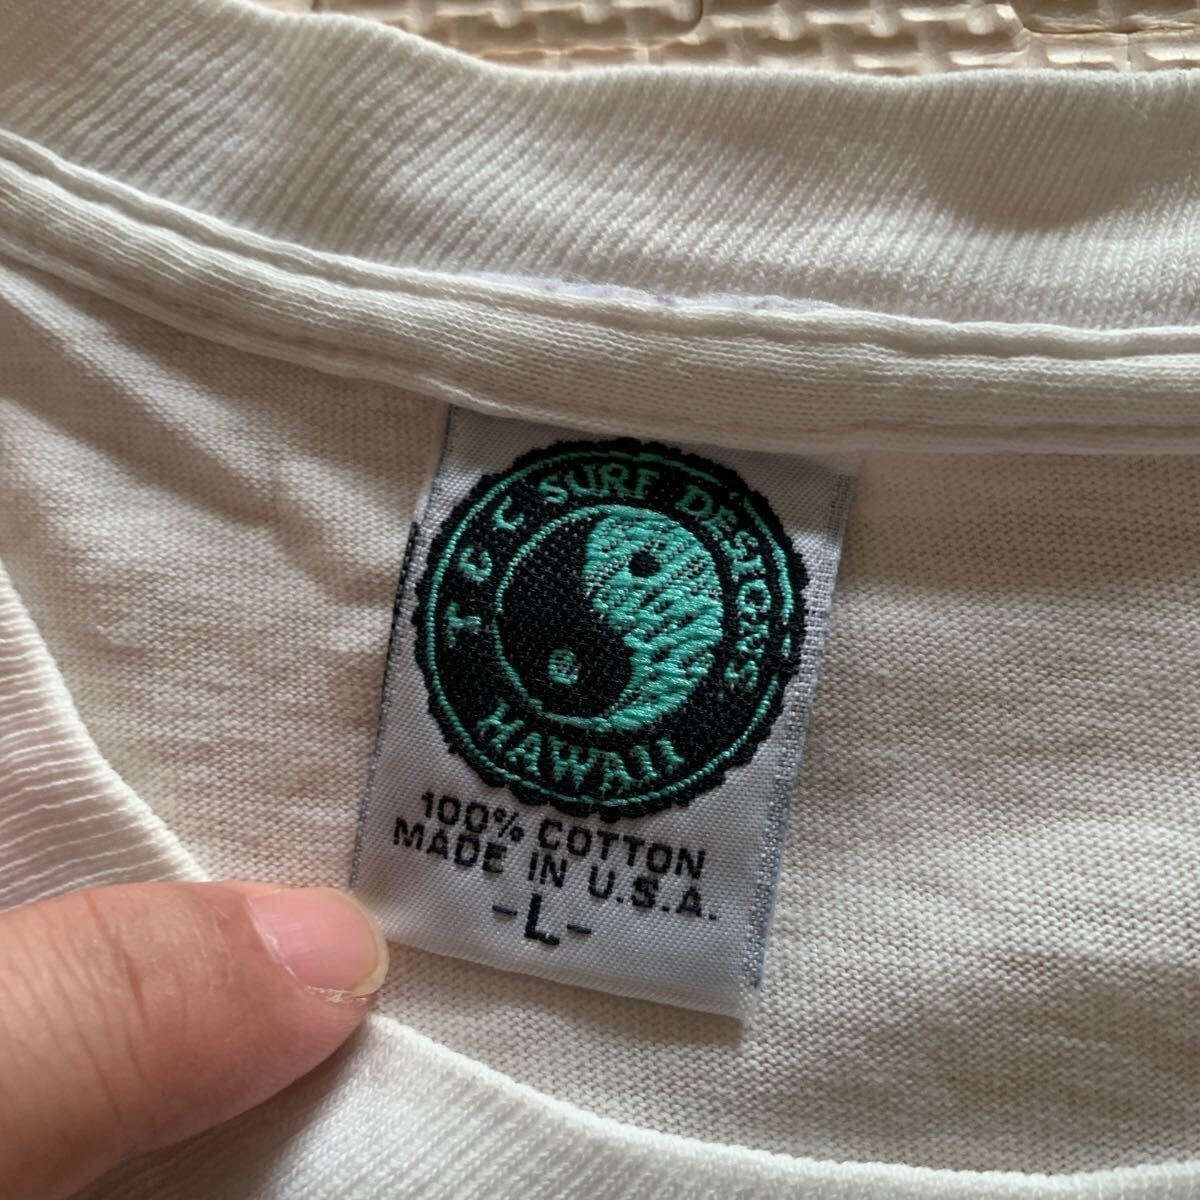 T & C SURF DESIGNS
HAWAII
100% COTTON
MADE IN U.S.A.
-L-